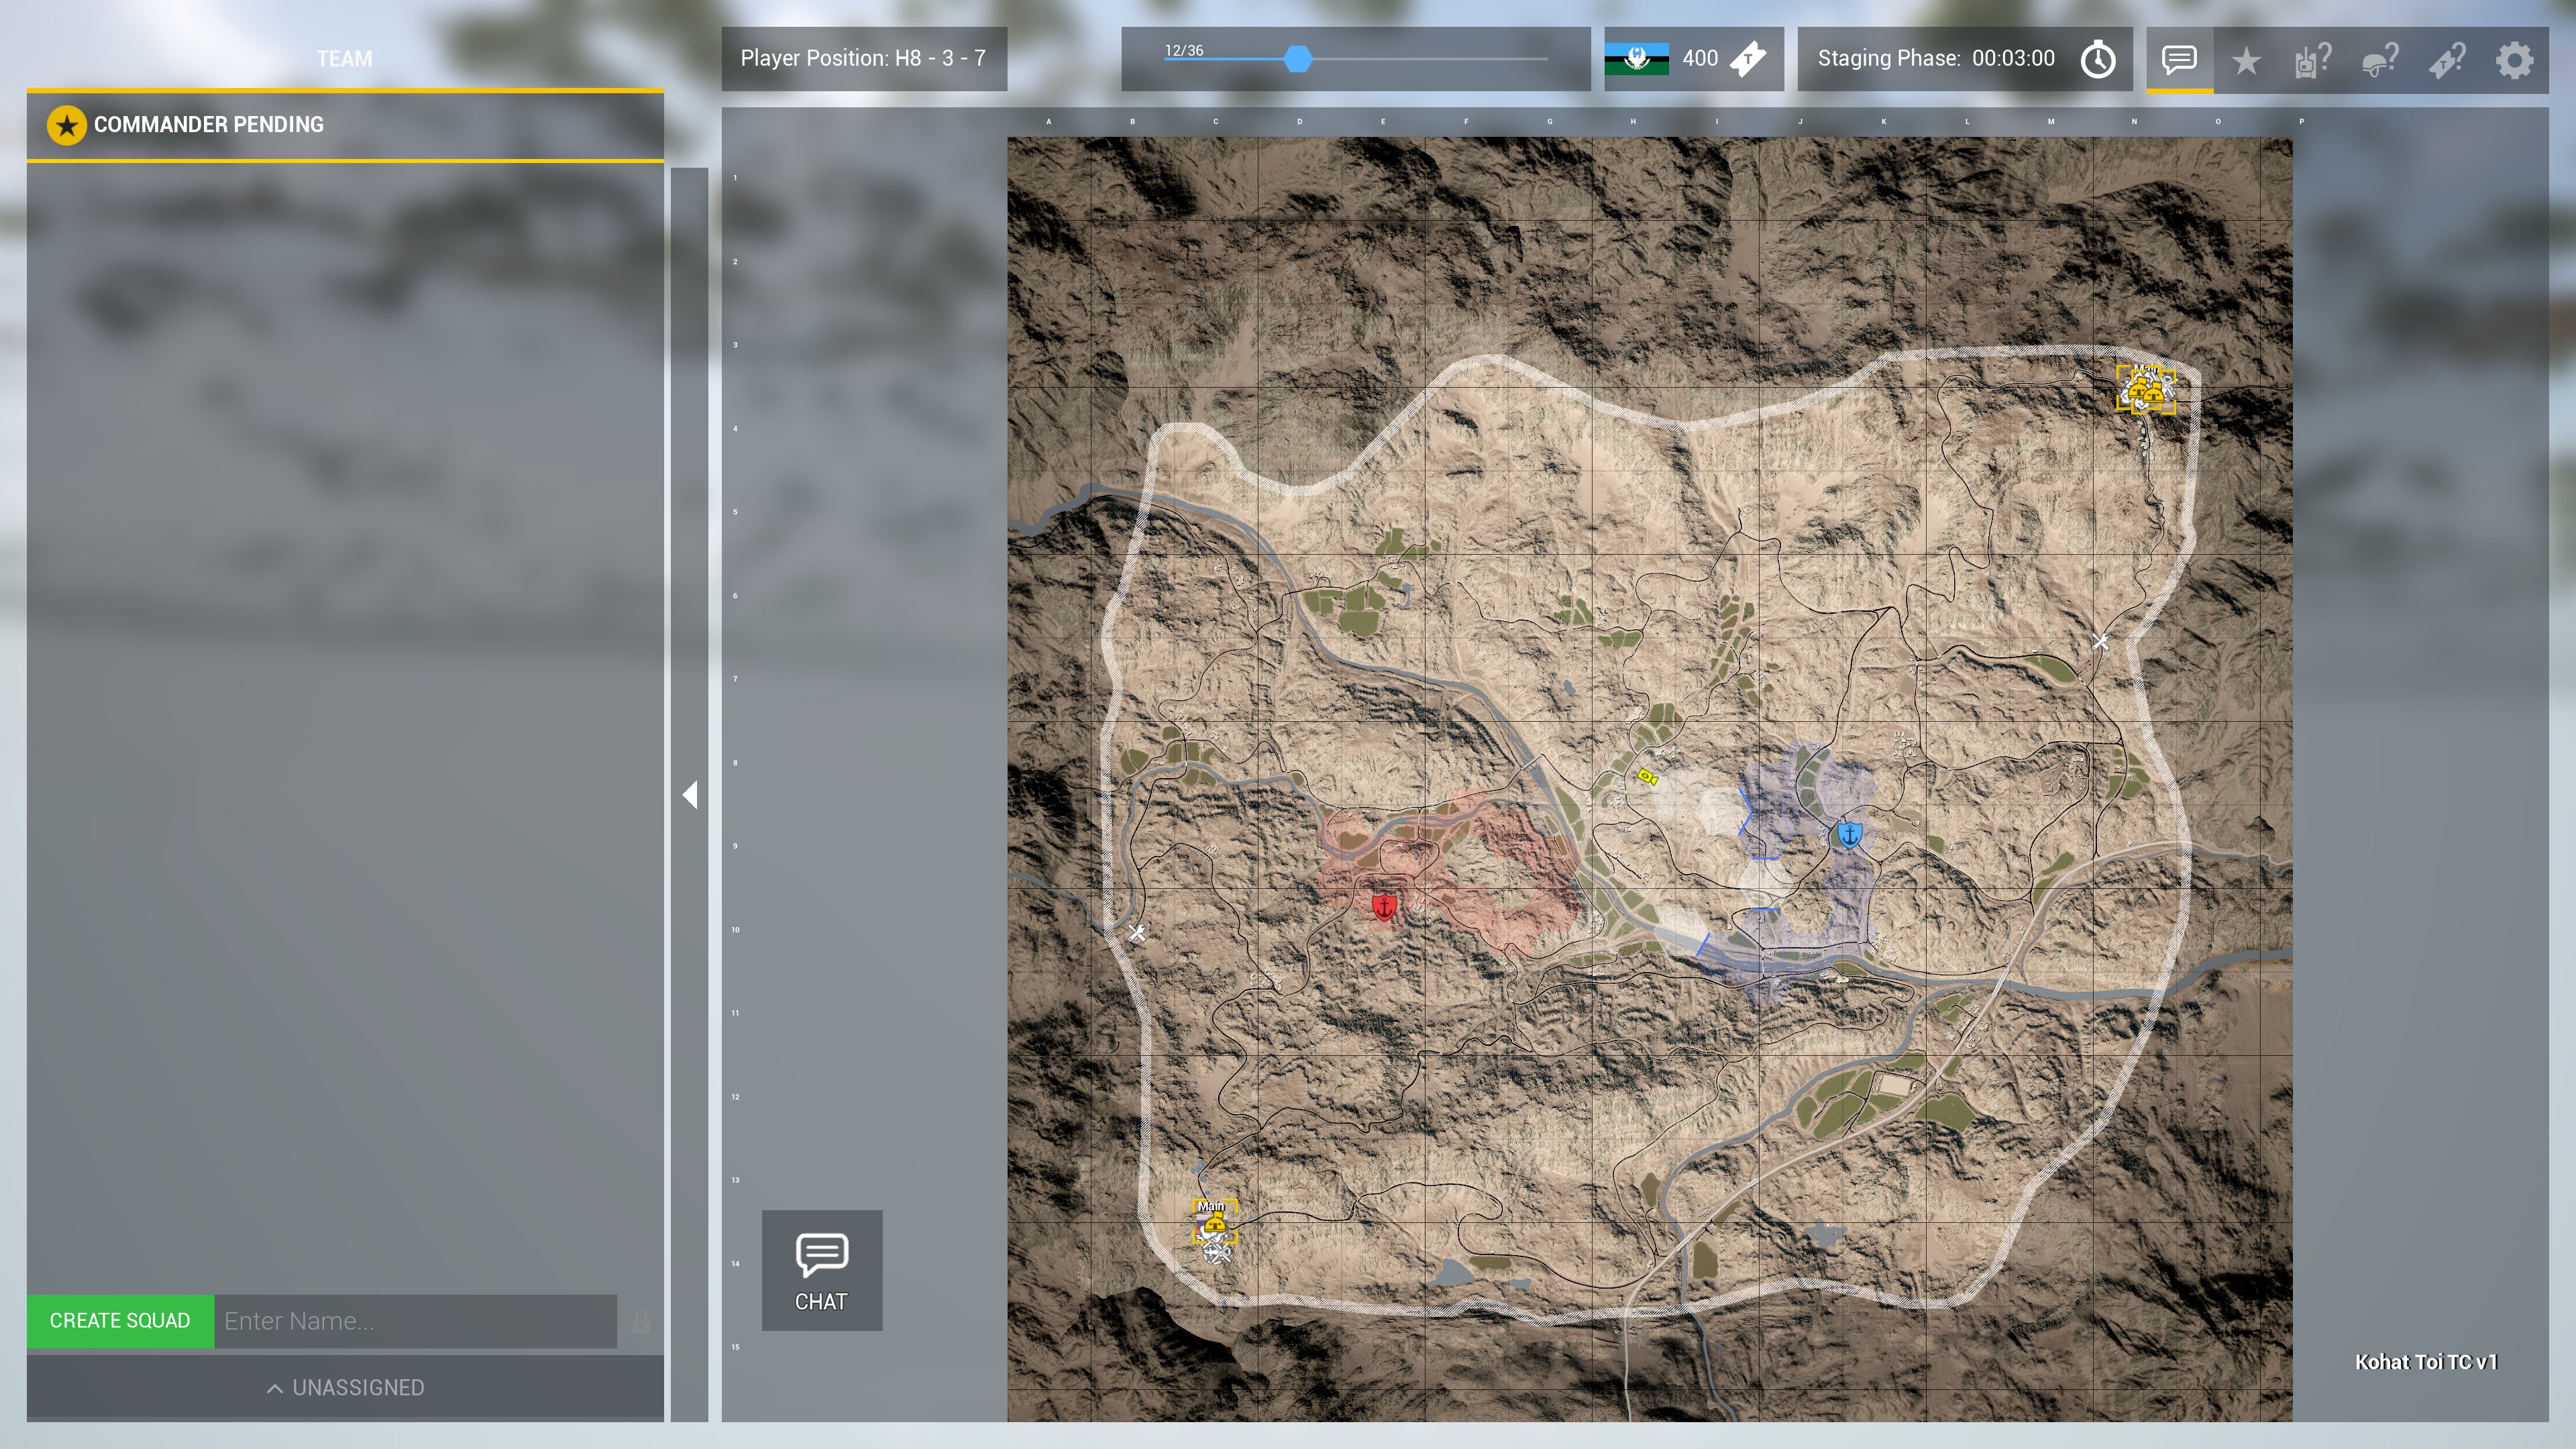 TEAM
Player Position: H8 - 3 - 7
12/36
400
T
Staging Phase: 00:03:00
?
?
T
?
COMMANDER PENDING
A B C D E F G H I J K L M N O P
1
2
3
4
5
6
7
8
9
10
11
12
13
14
15
Main
CHAT
CREATE SQUAD
Enter Name...
UNASSIGNED
Kohat Toi TC v1